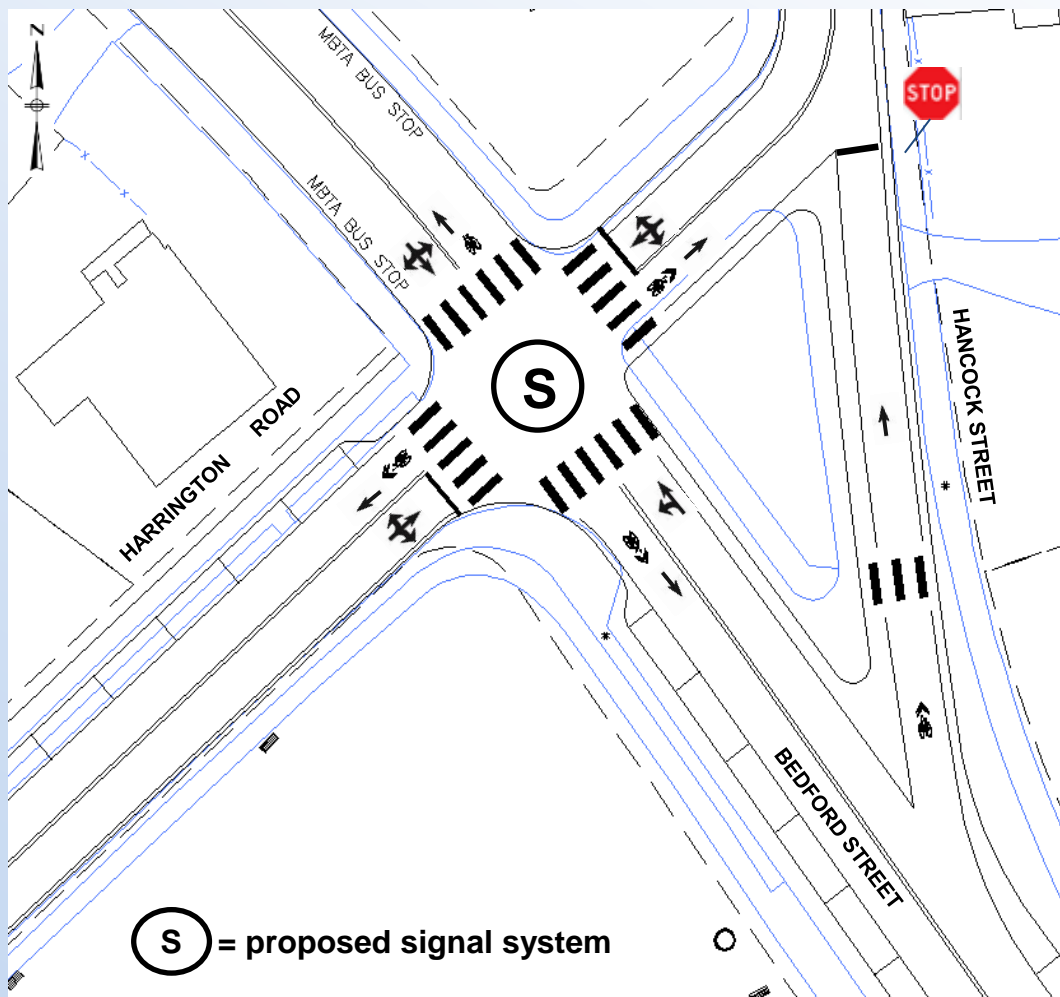 N
MBTA BUS STOP
STOP
MBTA BUS STOP
S
HARRINGTON ROAD
HANCOCK STREET
BEDFORD STREET
S = proposed signal system